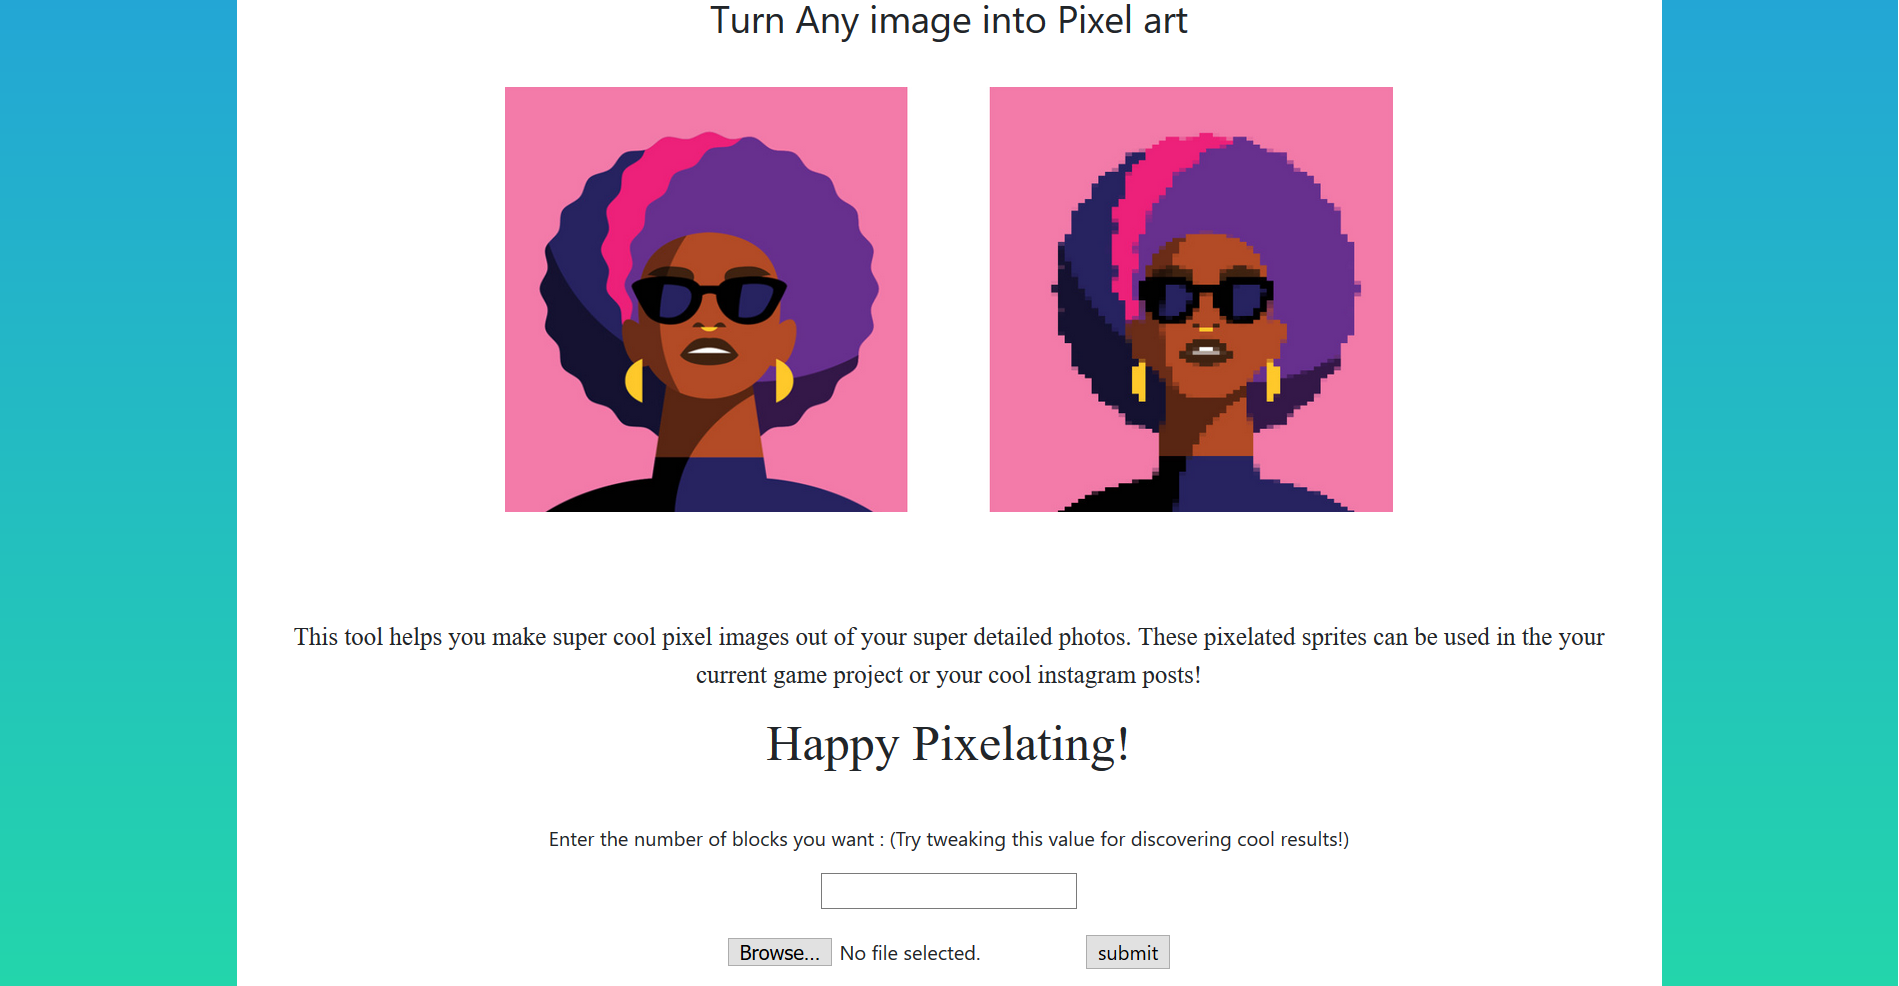 Turn Any image into Pixel art
This tool helps you make super cool pixel images out of your super detailed photos. These pixelated sprites can be used in the your
current game project or your cool instagram posts!
Happy Pixelating!
Enter the number of blocks you want : (Try tweaking this value for discovering cool results!)
Browse... No file selected. submit